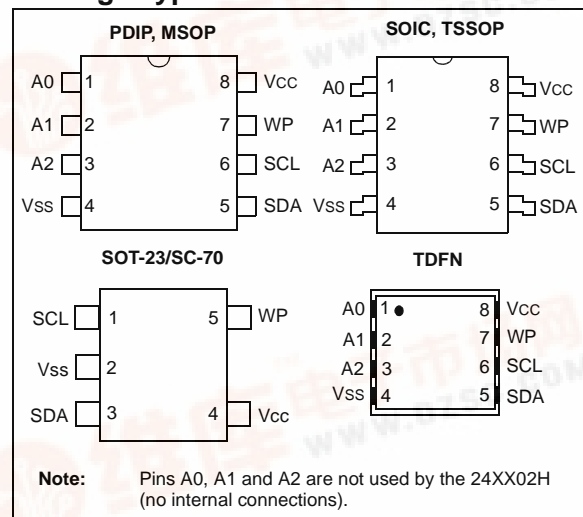 PDIP, MSOP
A0 1 8 VCC
A1 2 7 WP
A2 3 6 SCL
VSS 4 5 SDA
SOIC, TSSOP
A0 1 8 VCC
A1 2 7 WP
A2 3 6 SCL
VSS 4 5 SDA
SOT-23/SC-70
SCL 1 5 WP
VSS 2
SDA 3 4 Vcc
TDFN
A0 1 8 VCC
A1 2 7 WP
A2 3 6 SCL
VSS 4 5 SDA
Note: Pins A0, A1 and A2 are not used by the 24XX02H
(no internal connections).